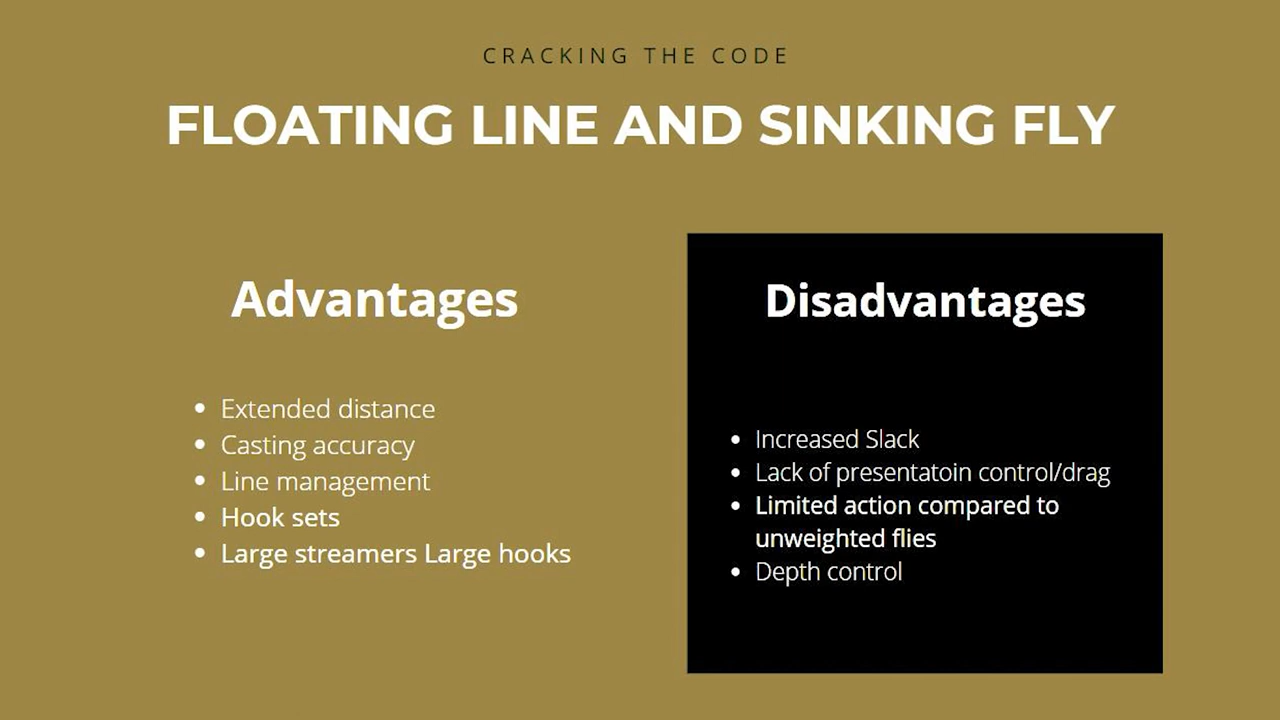 CRACKING THE CODE
FLOATING LINE AND SINKING FLY
Advantages
• Extended distance
• Casting accuracy
• Line management
• Hook sets
• Large streamers Large hooks
Disadvantages
• Increased Slack
• Lack of presentatoin control/drag
• Limited action compared to
unweighted flies
• Depth control